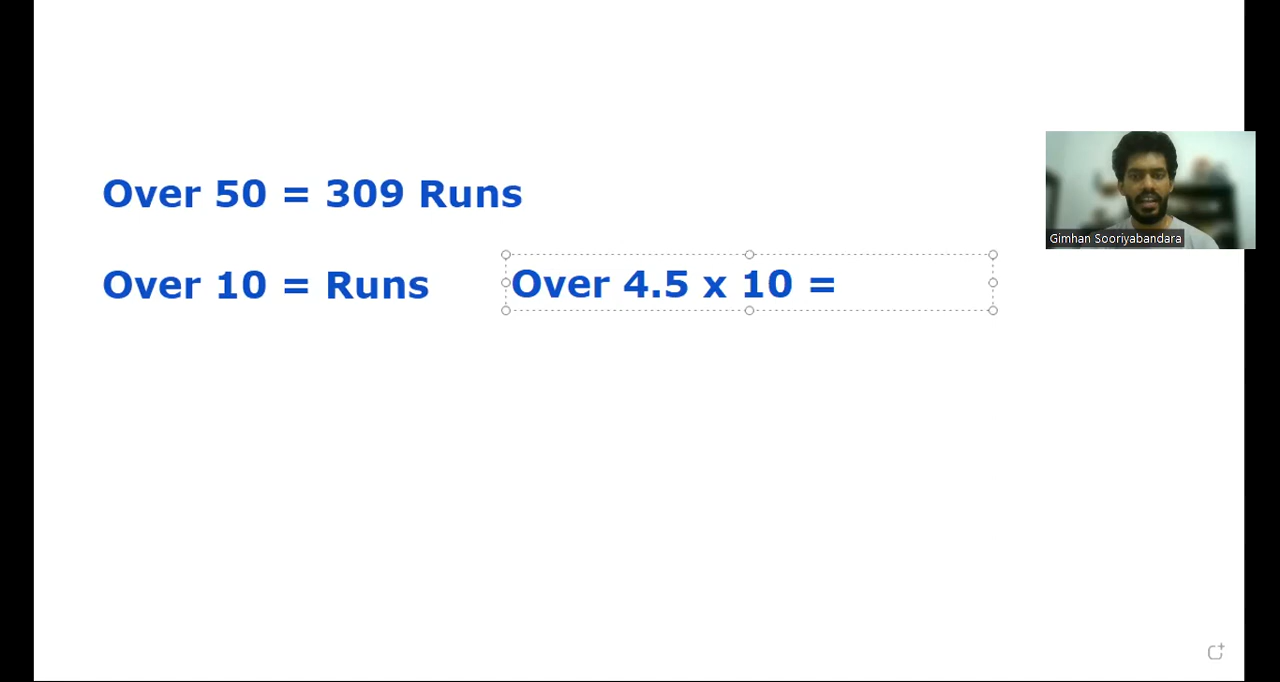 Over 50 = 309 Runs
Over 10 = Runs
Over 4.5 x 10 =
Gimhan Sooriyabandara